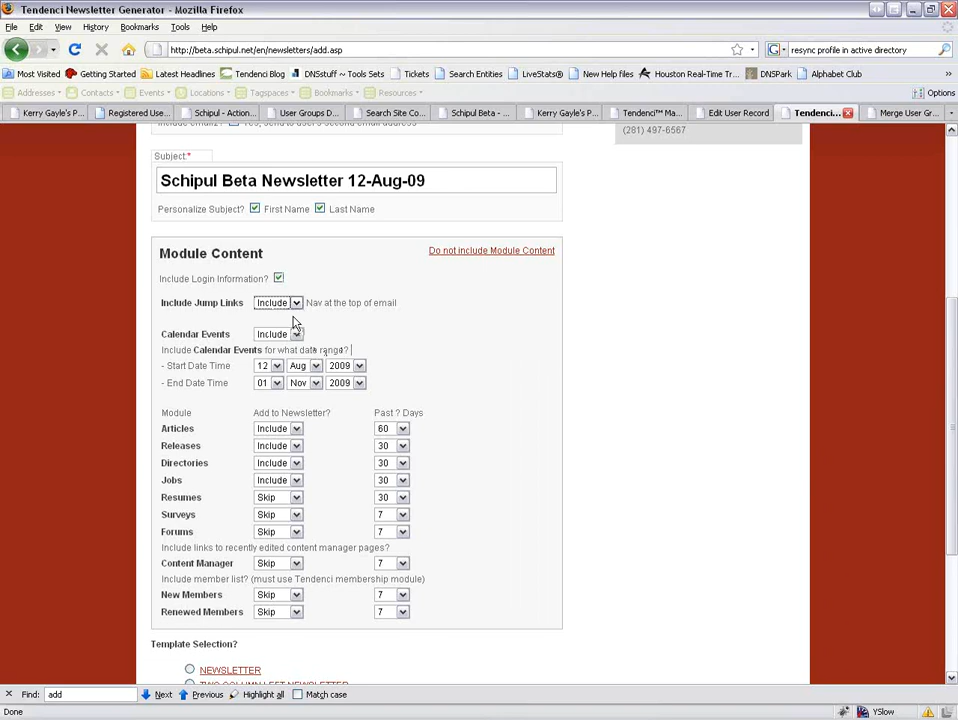 Tendenci Newsletter Generator - Mozilla Firefox
File Edit View History Bookmarks Tools Help
http://beta.schipul.net/en/newsletters/add.asp
resync profile in active directory
Most Visited Getting Started Latest Headlines Tendenci Blog DNSstuff ~ Tools Set Tickets Search Entities LiveStats® New Help files Houston Real-Time Tr... DNSPark Alphabet Club »
Addresses Contacts Events Locations Tagspaces Bookmarks Resources Options
Kerry Gayle's P... Registered Use... Schipul - Action... User Groups D... Search Site Co... Schipul Beta - ... Kerry Gayle's P... Tendenci™ Ma... Edit User Record Tendenci... Merge User Gr...
(281) 497-6567
Subject:*
Schipul Beta Newsletter 12-Aug-09
Personalize Subject? First Name Last Name
Module Content Do not include Module Content
Include Login Information?
Include Jump Links Include Nav at the top of email
Calendar Events Include
Include Calendar Events for what date range?
- Start Date Time 12 Aug 2009
- End Date Time 01 Nov 2009
Module Add to Newsletter? Past ? Days
Articles Include 60
Releases Include 30
Directories Include 30
Jobs Include 30
Resumes Skip 30
Surveys Skip 7
Forums Skip 7
Include links to recently edited content manager pages?
Content Manager Skip 7
Include member list? (must use Tendenci membership module)
New Members Skip 7
Renewed Members Skip 7
Template Selection?
NEWSLETTER
Find: add Next Previous Highlight all Match case
Done YSlow